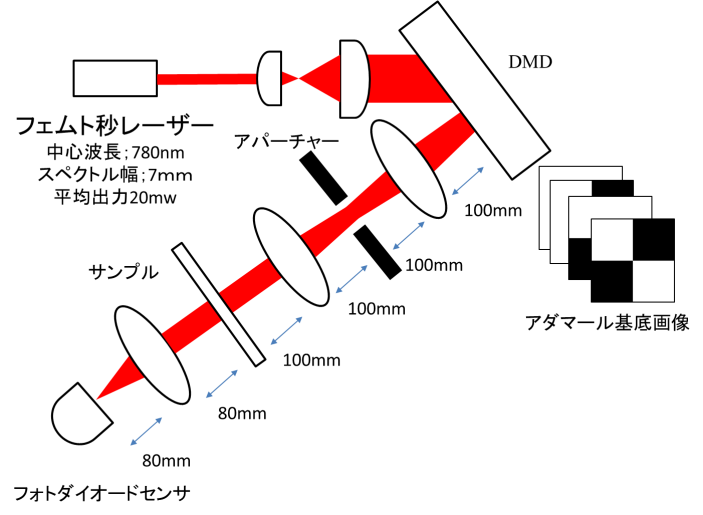 DMD
フェムト秒レーザー
中心波長;780nm
スペクトル幅;7mm
平均出力20mw
アパーチャー
100mm
100mm
サンプル
100mm
アダマール基底画像
100mm
80mm
80mm
フォトダイオードセンサ